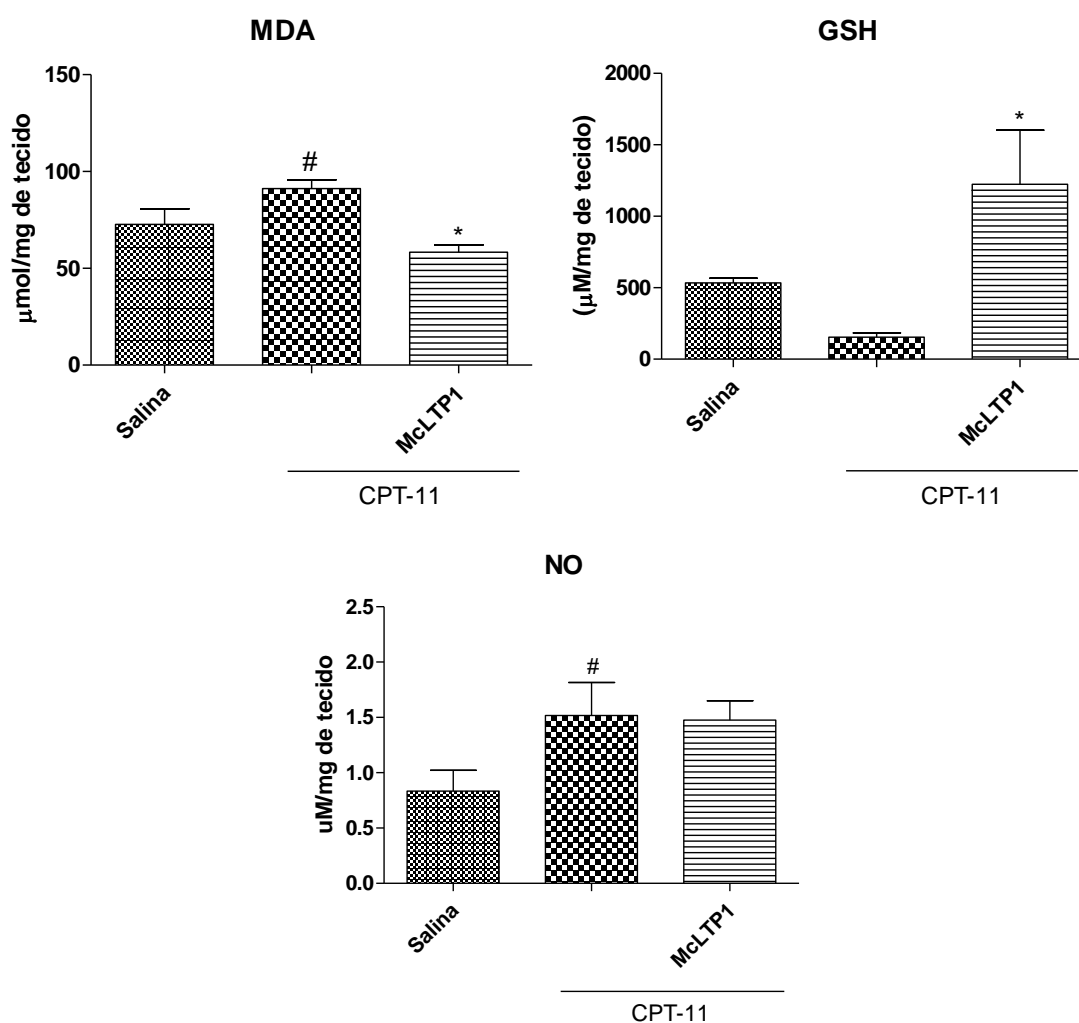 MDA
150
100
50
0
μmol/mg de tecido
#
*
Salina
McLTP1
CPT-11
GSH
2000
1500
1000
500
0
(μM/mg de tecido)
*
Salina
McLTP1
CPT-11
NO
2.5
2.0
1.5
1.0
0.5
0.0
uM/mg de tecido
#
Salina
McLTP1
CPT-11